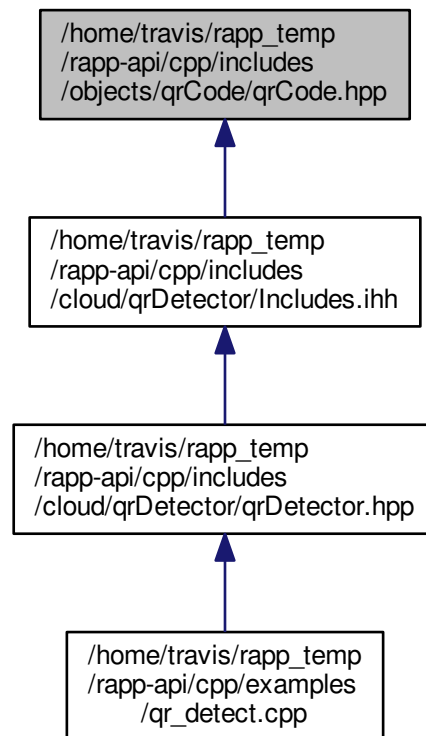 /home/travis/rapp_temp
/rapp-api/cpp/includes
/objects/qrCode/qrCode.hpp
/home/travis/rapp_temp
/rapp-api/cpp/includes
/cloud/qrDetector/Includes.ihh
/home/travis/rapp_temp
/rapp-api/cpp/includes
/cloud/qrDetector/qrDetector.hpp
/home/travis/rapp_temp
/rapp-api/cpp/examples
/qr_detect.cpp